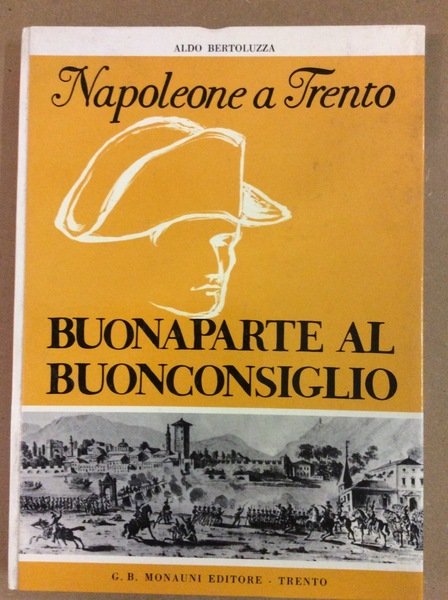 ALDO BERTOLUZZA
Napoleone a Trento
BUONAPARTE AL
BUONCONSIGLIO
G. B. MONAUNI EDITORE - TRENTO